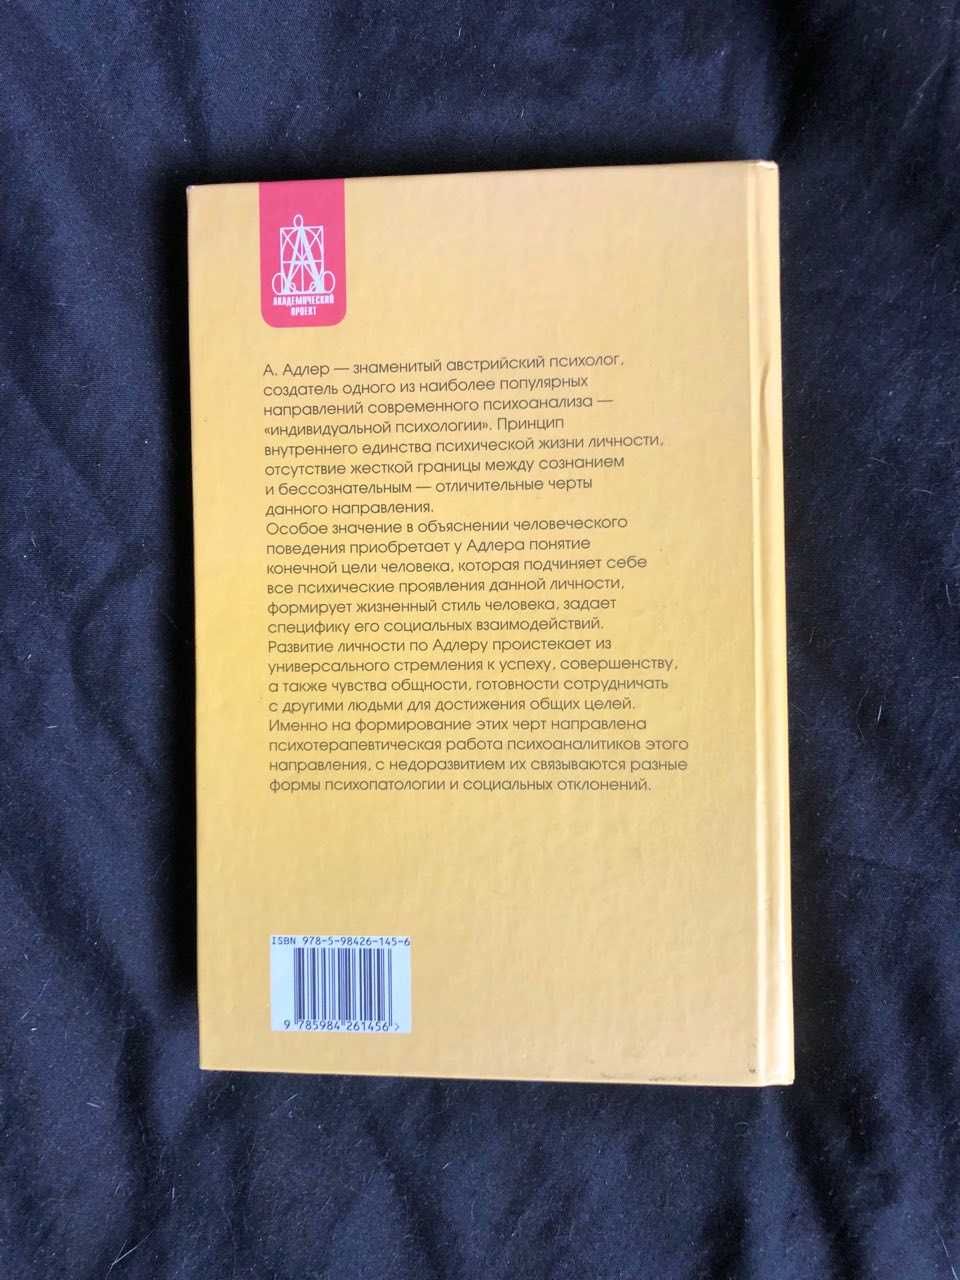 АКАДЕМИЧЕСКИЙ
ПРОЕКТ
А. Адлер — знаменитый австрийский психолог,
создатель одного из наиболее популярных
направлений современного психоанализа —
«индивидуальной психологии». Принцип
внутреннего единства психической жизни личности,
отсутствие жесткой границы между сознанием
и бессознательным — отличительные черты
данного направления.
Особое значение в объяснении человеческого
поведения приобретает у Адлера понятие
конечной цели человека, которая подчиняет себе
все психические проявления данной личности,
формирует жизненный стиль человека, задает
специфику его социальных взаимодействий.
Развитие личности по Адлеру проистекает из
универсального стремления к успеху, совершенству,
а также чувства общности, готовности сотрудничать
с другими людьми для достижения общих целей.
Именно на формирование этих черт направлена
психотерапевтическая работа психоаналитиков этого
направления, с недоразвитием их связываются разные
формы психопатологии и социальных отклонений.
ISBN 978-5-98426-145-6
9 785984 261456 >